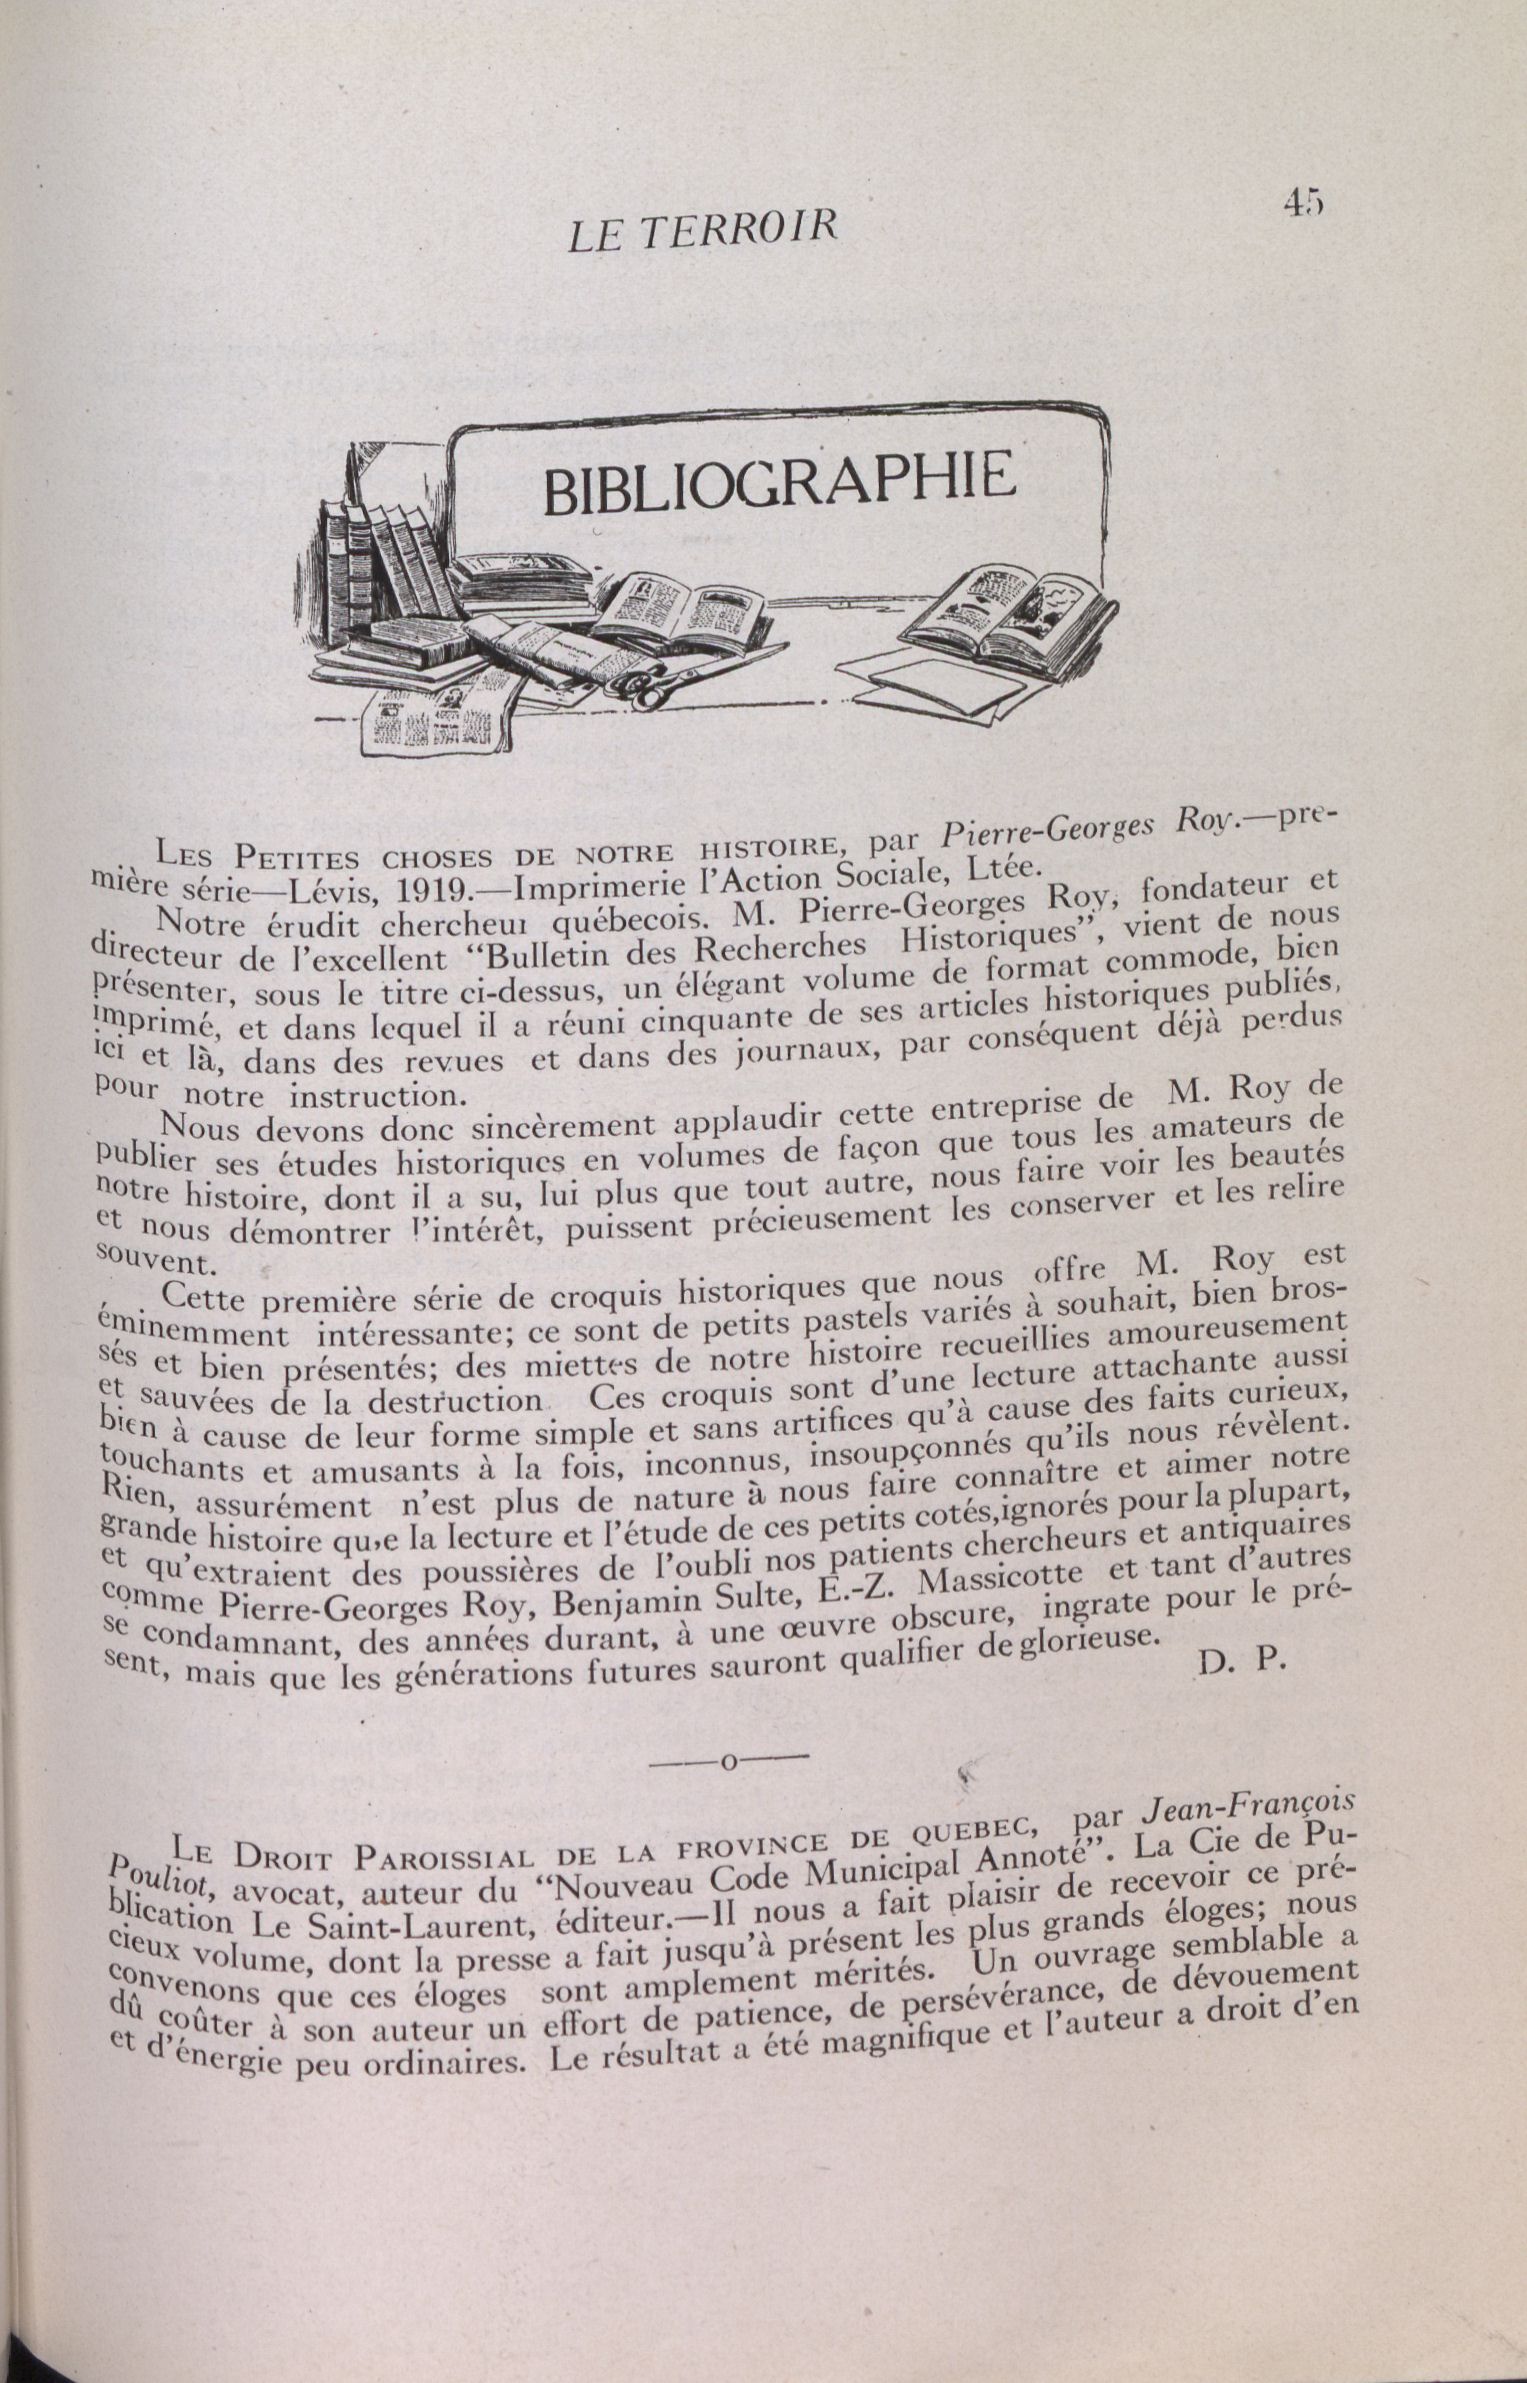 LE TERROIR
45
BIBLIOGRAPHIE
LES PETITES CHOSES DE NOTRE HISTOIRE, par Pierre-Georges Roy.—pre-
mière série—Lévis, 1919.—Imprimerie l'Action Sociale, Ltée.
Notre érudit chercheur québecois. M. Pierre-Georges Roy, fondateur et
directeur de l'excellent “Bulletin des Recherches Historiques”, vient de nous
présenter, sous le titre ci-dessus, un élégant volume de format commode, bien
imprimé, et dans lequel il a réuni cinquante de ses articles historiques publiés,
ici et là, dans des revues et dans des journaux, par conséquent déjà perdus
pour notre instruction.
Nous devons donc sincèrement applaudir cette entreprise de M. Roy de
publier ses études historiques en volumes de façon que tous les amateurs de
notre histoire, dont il a su, lui plus que tout autre, nous faire voir les beautés
et nous démontrer l'intérêt, puissent précieusement les conserver et les relire
souvent.
Cette première série de croquis historiques que nous offre M. Roy est
éminemment intéressante; ce sont de petits pastels variés à souhait, bien bros-
sés et bien présentés; des miettes de notre histoire recueillies amoureusement
et sauvées de la destruction. Ces croquis sont d'une lecture attachante aussi
bien à cause de leur forme simple et sans artifices qu'à cause des faits curieux,
touchants et amusants à la fois, inconnus, insoupçonnés qu'ils nous révèlent.
Rien, assurément n'est plus de nature à nous faire connaître et aimer notre
grande histoire qu,e la lecture et l'étude de ces petits cotés,ignorés pour la plupart,
et qu'extraient des poussières de l'oubli nos patients chercheurs et antiquaires
comme Pierre-Georges Roy, Benjamin Sulte, E.-Z. Massicotte et tant d'autres
se condamnant, des années durant, à une œuvre obscure, ingrate pour le pré-
sent, mais que les générations futures sauront qualifier de glorieuse.
D. P.
——o——
LE DROIT PAROISSIAL DE LA FROVINCE DE QUEBEC, par Jean-François
Pouliot, avocat, auteur du “Nouveau Code Municipal Annoté”. La Cie de Pu-
blication Le Saint-Laurent, éditeur.—Il nous a fait plaisir de recevoir ce pré-
cieux volume, dont la presse a fait jusqu'à présent les plus grands éloges; nous
convenons que ces éloges sont amplement mérités. Un ouvrage semblable a
dû coûter à son auteur un effort de patience, de persévérance, de dévouement
et d'énergie peu ordinaires. Le résultat a été magnifique et l'auteur a droit d'en